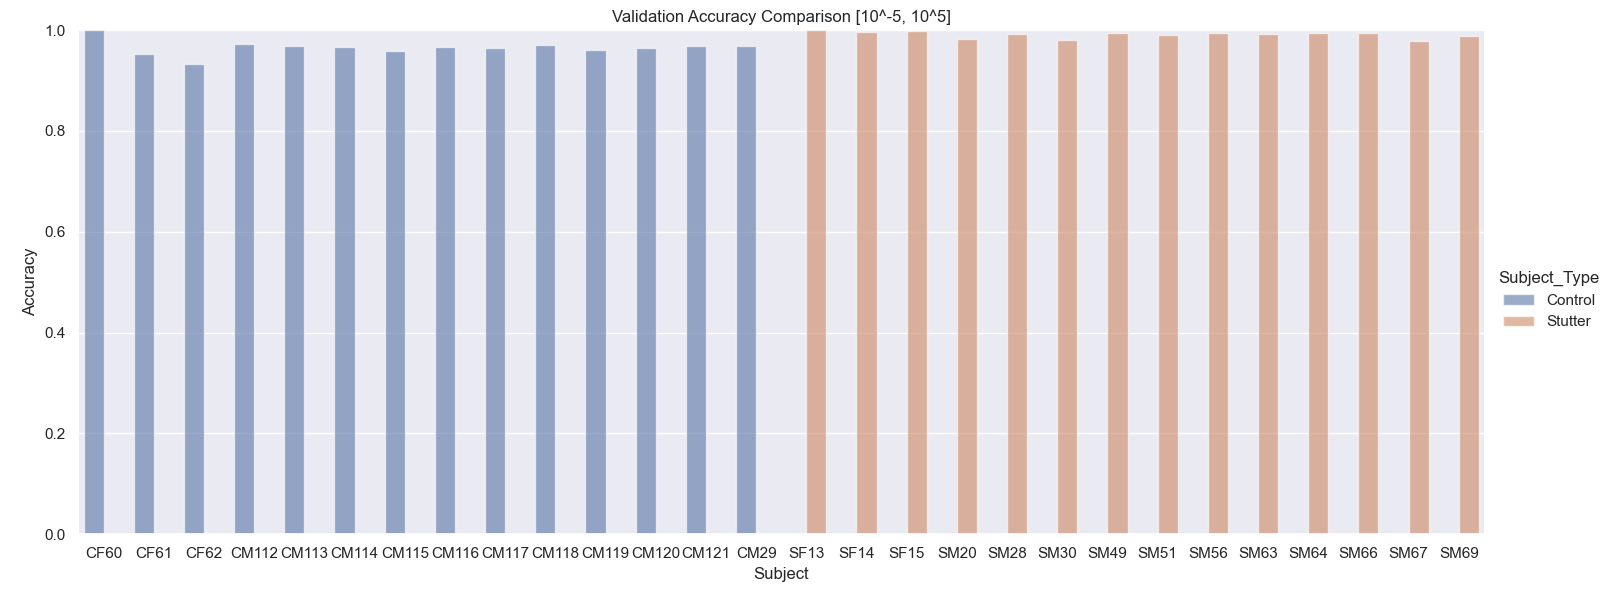 Validation Accuracy Comparison [10^-5, 10^5]
1.0
0.8
0.6
0.4
0.2
0.0
Accuracy
CF60 CF61 CF62 CM112 CM113 CM114 CM115 CM116 CM117 CM118 CM119 CM120 CM121 CM29 SF13 SF14 SF15 SM20 SM28 SM30 SM49 SM51 SM56 SM63 SM64 SM66 SM67 SM69
Subject
Subject_Type
Control
Stutter